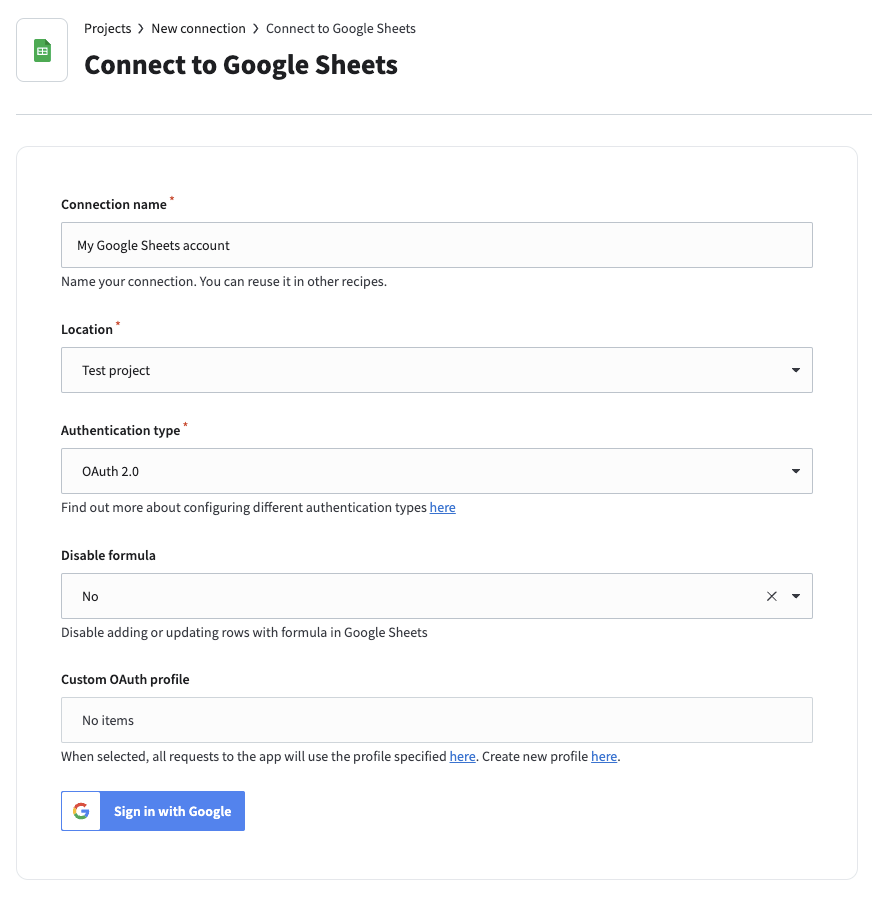 Projects > New connection > Connect to Google Sheets
Connect to Google Sheets
Connection name *
My Google Sheets account
Name your connection. You can reuse it in other recipes.
Location *
Test project
Authentication type *
OAuth 2.0
Find out more about configuring different authentication types here
Disable formula
No
Disable adding or updating rows with formula in Google Sheets
Custom OAuth profile
No items
When selected, all requests to the app will use the profile specified here. Create new profile here.
Sign in with Google